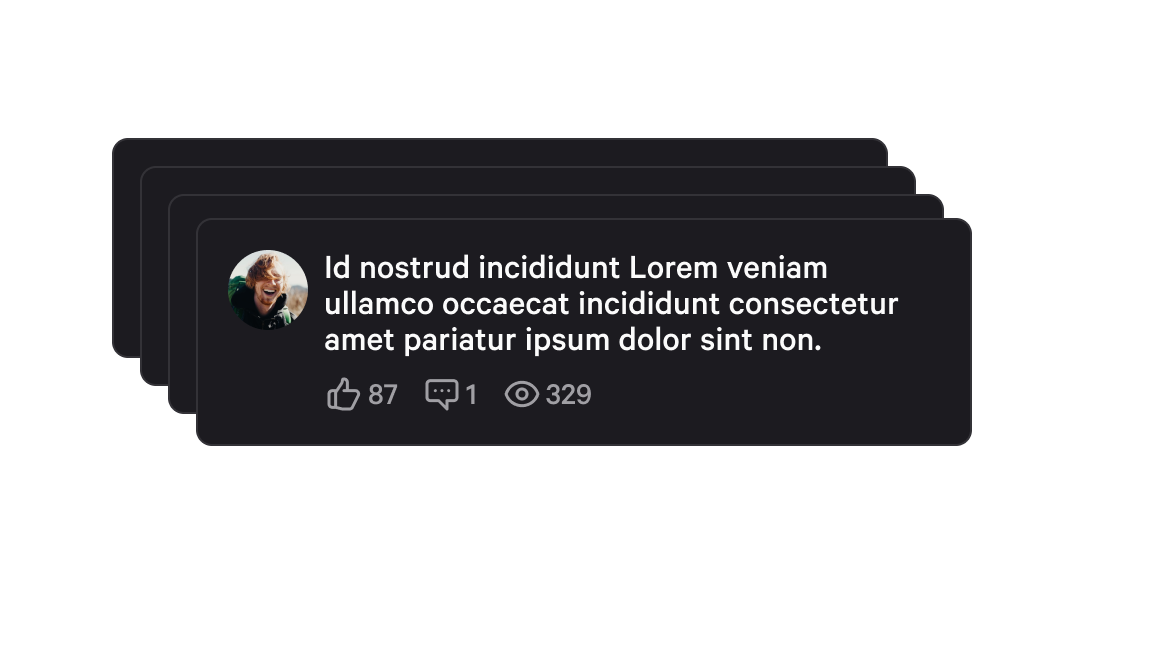 Id nostrud incididunt Lorem veniam
ullamco occaecat incididunt consectetur
amet pariatur ipsum dolor sint non.
87 1 329